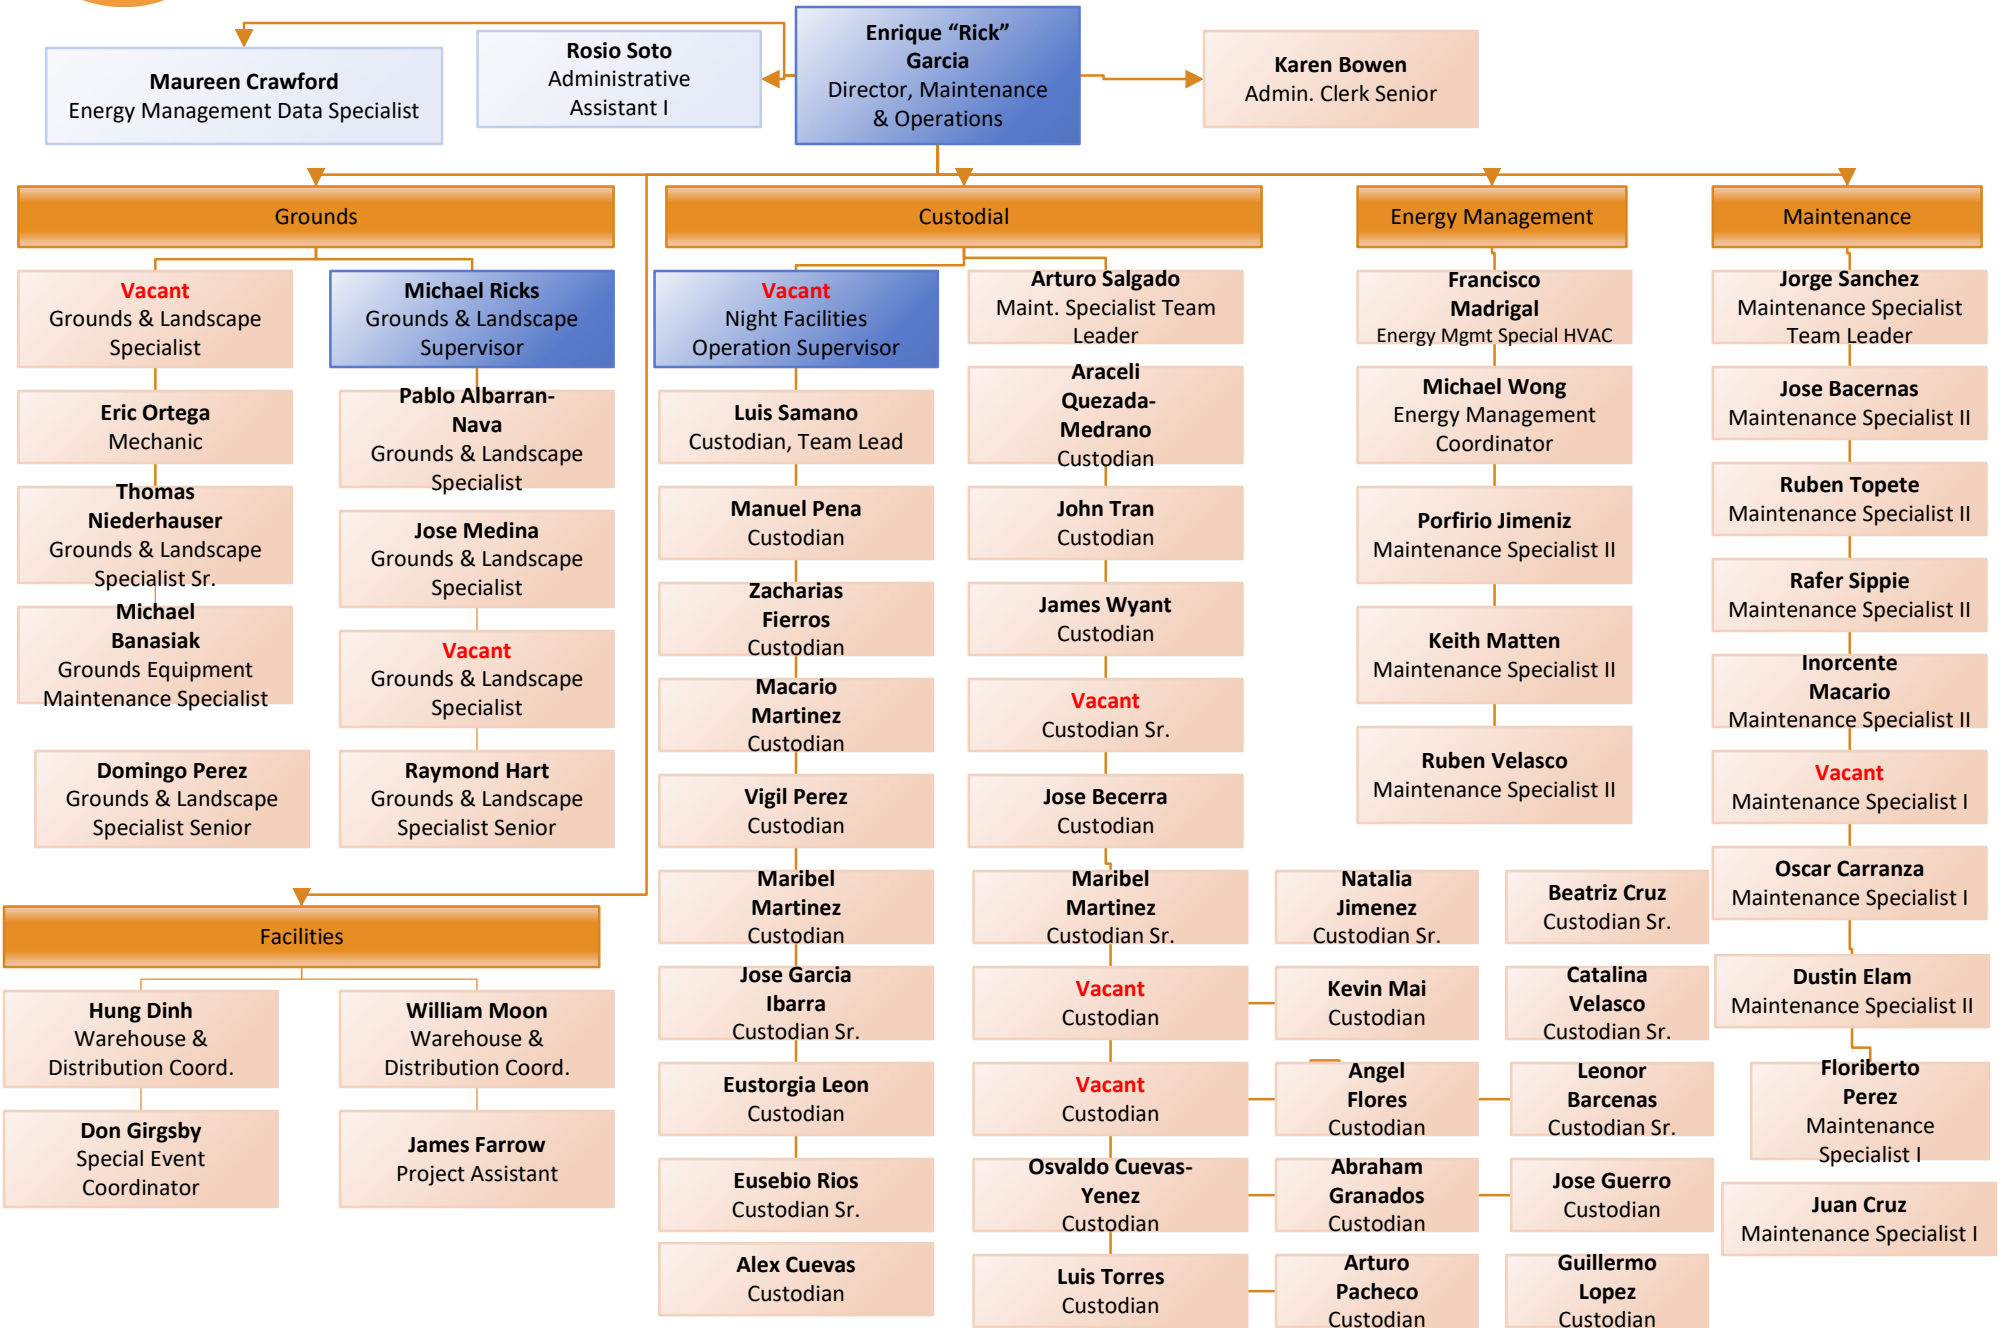 Enrique “Rick”
Garcia
Director, Maintenance
& Operations
Maureen Crawford
Energy Management Data Specialist
Rosio Soto
Administrative
Assistant I
Karen Bowen
Admin. Clerk Senior
Grounds
Vacant
Grounds & Landscape
Specialist
Eric Ortega
Mechanic
Thomas
Niederhauser
Grounds & Landscape
Specialist Sr.
Michael
Banasiak
Grounds Equipment
Maintenance Specialist
Domingo Perez
Grounds & Landscape
Specialist Senior
Michael Ricks
Grounds & Landscape
Supervisor
Pablo Albarran-
Nava
Grounds & Landscape
Specialist
Jose Medina
Grounds & Landscape
Specialist
Vacant
Grounds & Landscape
Specialist
Raymond Hart
Grounds & Landscape
Specialist Senior
Facilities
Hung Dinh
Warehouse &
Distribution Coord.
Don Girgsby
Special Event
Coordinator
William Moon
Warehouse &
Distribution Coord.
James Farrow
Project Assistant
Custodial
Vacant
Night Facilities
Operation Supervisor
Luis Samano
Custodian, Team Lead
Manuel Pena
Custodian
Zacharias
Fierros
Custodian
Macario
Martinez
Custodian
Vigil Perez
Custodian
Maribel
Martinez
Custodian
Jose Garcia
Ibarra
Custodian Sr.
Eustorgia Leon
Custodian
Eusebio Rios
Custodian Sr.
Alex Cuevas
Custodian
Arturo Salgado
Maint. Specialist Team
Leader
Araceli
Quezada-
Medrano
Custodian
John Tran
Custodian
James Wyant
Custodian
Vacant
Custodian Sr.
Jose Becerra
Custodian
Maribel
Martinez
Custodian Sr.
Vacant
Custodian
Vacant
Custodian
Osvaldo Cuevas-
Yenez
Custodian
Luis Torres
Custodian
Natalia
Jimenez
Custodian Sr.
Kevin Mai
Custodian
Angel
Flores
Custodian
Abraham
Granados
Custodian
Arturo
Pacheco
Custodian
Beatriz Cruz
Custodian Sr.
Catalina
Velasco
Custodian Sr.
Leonor
Barcenas
Custodian Sr.
Jose Guerro
Custodian
Guillermo
Lopez
Custodian
Energy Management
Francisco
Madrigal
Energy Mgmt Special HVAC
Michael Wong
Energy Management
Coordinator
Porfirio Jimeniz
Maintenance Specialist II
Keith Matten
Maintenance Specialist II
Ruben Velasco
Maintenance Specialist II
Maintenance
Jorge Sanchez
Maintenance Specialist
Team Leader
Jose Bacernas
Maintenance Specialist II
Ruben Topete
Maintenance Specialist II
Rafer Sippie
Maintenance Specialist II
Inorcente
Macario
Maintenance Specialist II
Vacant
Maintenance Specialist I
Oscar Carranza
Maintenance Specialist I
Dustin Elam
Maintenance Specialist II
Floriberto
Perez
Maintenance
Specialist I
Juan Cruz
Maintenance Specialist I